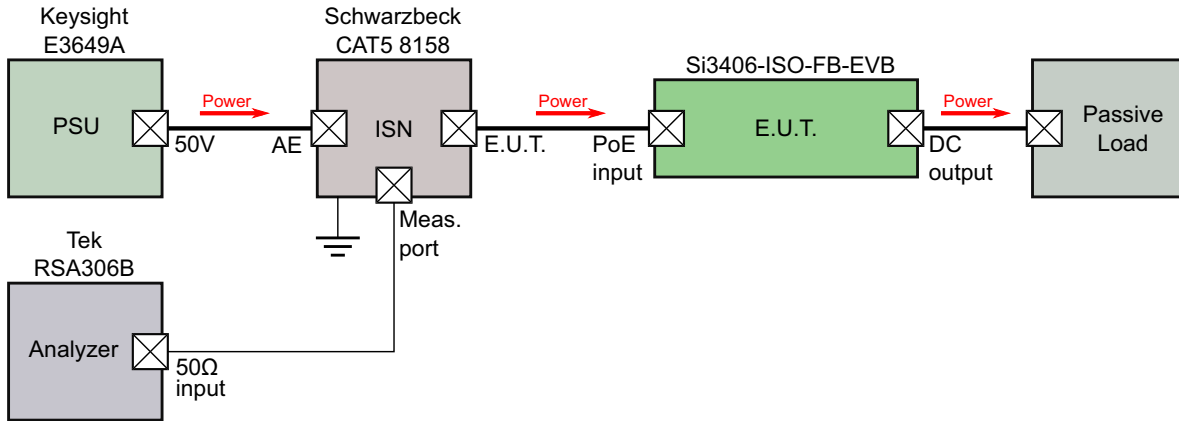 Keysight
E3649A
PSU
50V
Power
Schwarzbeck
CAT5 8158
ISN
AE
E.U.T.
Meas.
port
Power
Si3406-ISO-FB-EVB
E.U.T.
PoE
input
DC
output
Power
Passive
Load
Tek
RSA306B
Analyzer
50Ω
input